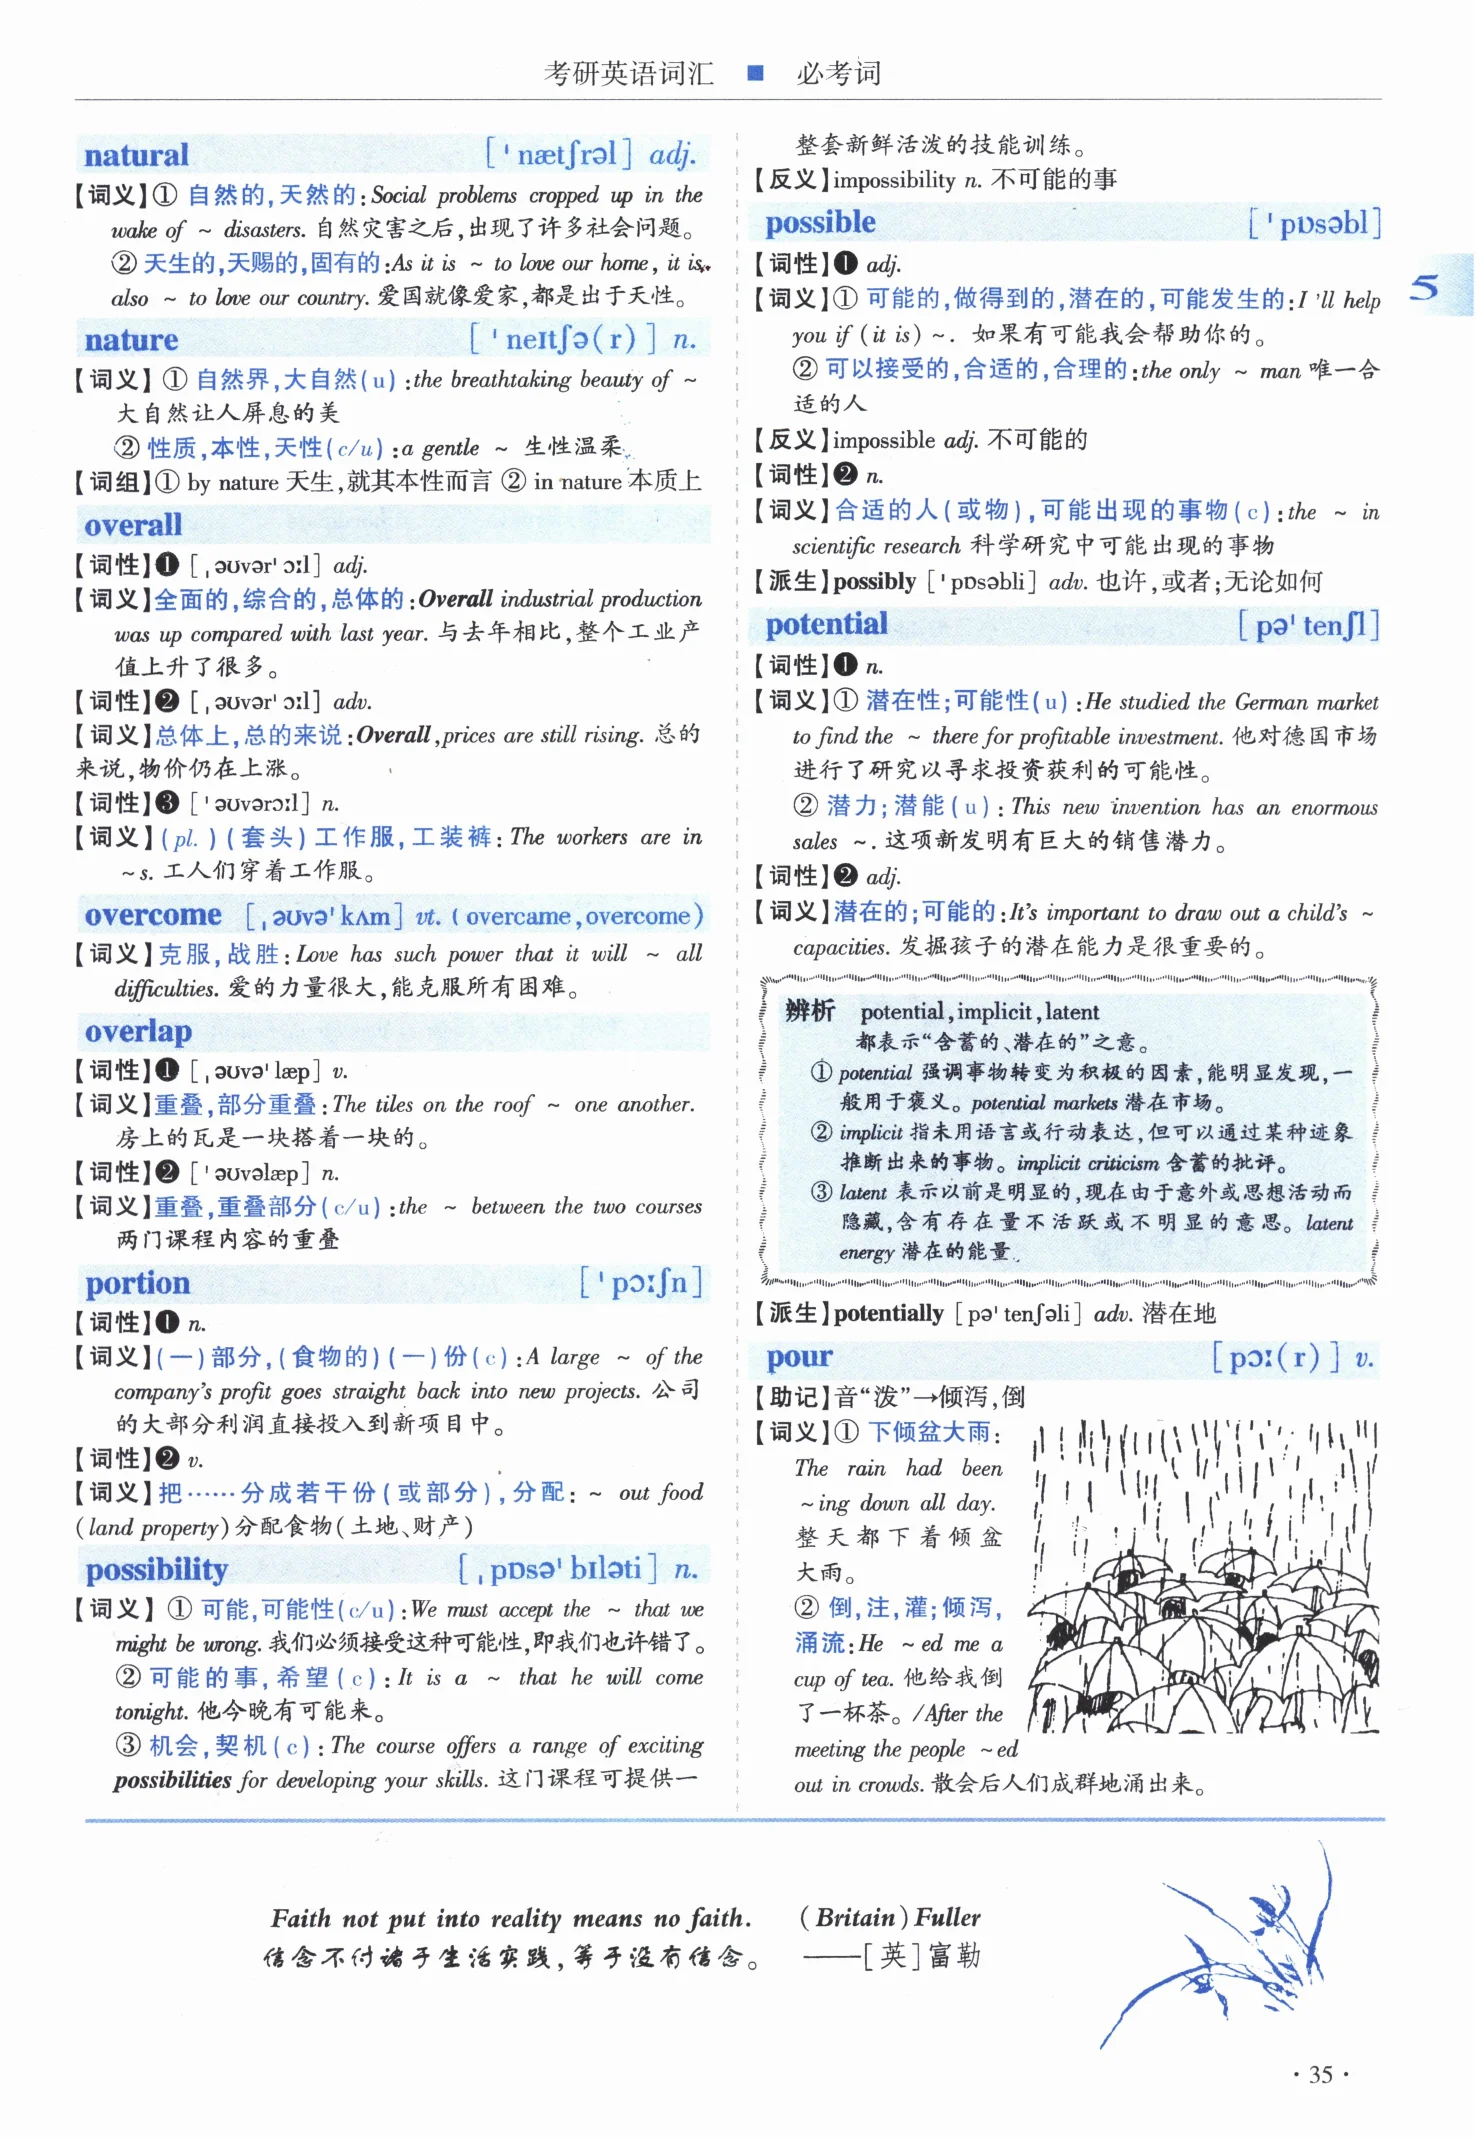 考研英语词汇 ■ 必考词
natural ['nætʃrəl] adj.
【词义】① 自然的,天然的:Social problems cropped up in the
wake of ~ disasters. 自然灾害之后,出现了许多社会问题。
② 天生的,天赐的,固有的:As it is ~ to love our home, it is
also ~ to love our country. 爱国就像爱家,都是出于天性。
nature ['neɪtʃə(r)] n.
【词义】① 自然界,大自然(u):the breathtaking beauty of ~
大自然让人屏息的美
② 性质,本性,天性(c/u):a gentle ~ 生性温柔
【词组】① by nature 天生,就其本性而言 ② in nature 本质上
overall
【词性】❶ [ˌəʊvər'ɔːl] adj.
【词义】全面的,综合的,总体的:Overall industrial production
was up compared with last year. 与去年相比,整个工业产
值上升了很多。
【词性】❷ [ˌəʊvər'ɔːl] adv.
【词义】总体上,总的来说:Overall,prices are still rising. 总的
来说,物价仍在上涨。
【词性】❸ ['əʊvərɔːl] n.
【词义】(pl.)(套头)工作服,工装裤:The workers are in
~s. 工人们穿着工作服。
overcome [ˌəʊvə'kʌm] vt. (overcame,overcome)
【词义】克服,战胜:Love has such power that it will ~ all
difficulties. 爱的力量很大,能克服所有困难。
overlap
【词性】❶ [ˌəʊvə'læp] v.
【词义】重叠,部分重叠:The tiles on the roof ~ one another.
房上的瓦是一块搭着一块的。
【词性】❷ ['əʊvəlæp] n.
【词义】重叠,重叠部分(c/u):the ~ between the two courses
两门课程内容的重叠
portion ['pɔːʃn]
【词性】❶ n.
【词义】(一)部分,(食物的)(一)份(c):A large ~ of the
company's profit goes straight back into new projects. 公司
的大部分利润直接投入到新项目中。
【词性】❷ v.
【词义】把……分成若干份(或部分),分配: ~ out food
(land property)分配食物(土地、财产)
possibility [ˌpɒsə'bɪləti] n.
【词义】① 可能,可能性(c/u):We must accept the ~ that we
might be wrong. 我们必须接受这种可能性,即我们也许错了。
② 可能的事,希望(c):It is a ~ that he will come
tonight. 他今晚有可能来。
③ 机会,契机(c):The course offers a range of exciting
possibilities for developing your skills. 这门课程可提供一
整套新鲜活泼的技能训练。
【反义】impossibility n. 不可能的事
possible ['pɒsəbl]
【词性】❶ adj.
【词义】① 可能的,做得到的,潜在的,可能发生的:I'll help
you if (it is) ~. 如果有可能我会帮助你的。
② 可以接受的,合适的,合理的:the only ~ man 唯一合
适的人
【反义】impossible adj. 不可能的
【词性】❷ n.
【词义】合适的人(或物),可能出现的事物(c):the ~ in
scientific research 科学研究中可能出现的事物
【派生】possibly ['pɒsəbli] adv. 也许,或者;无论如何
5
potential [pə'tenʃl]
【词性】❶ n.
【词义】① 潜在性;可能性(u):He studied the German market
to find the ~ there for profitable investment. 他对德国市场
进行了研究以寻求投资获利的可能性。
② 潜力;潜能(u):This new invention has an enormous
sales ~. 这项新发明有巨大的销售潜力。
【词性】❷ adj.
【词义】潜在的;可能的:It's important to draw out a child's ~
capacities. 发掘孩子的潜在能力是很重要的。
辨析 potential,implicit,latent
都表示“含蓄的、潜在的”之意。
① potential 强调事物转变为积极的因素,能明显发现,一
般用于褒义。potential markets 潜在市场。
② implicit 指未用语言或行动表达,但可以通过某种迹象
推断出来的事物。implicit criticism 含蓄的批评。
③ latent 表示以前是明显的,现在由于意外或思想活动而
隐藏,含有存在量不活跃或不明显的意思。latent
energy 潜在的能量.
【派生】potentially [pə'tenʃəli] adv. 潜在地
pour [pɔː(r)] v.
【助记】音“泼”→倾泻,倒
【词义】① 下倾盆大雨:
The rain had been
~ing down all day.
整天都下着倾盆
大雨。
② 倒,注,灌;倾泻,
涌流:He ~ed me a
cup of tea. 他给我倒
了一杯茶。/After the
meeting the people ~ed
out in crowds. 散会后人们成群地涌出来。
Faith not put into reality means no faith. (Britain)Fuller
信念不付诸于生活实践,等于没有信念。 ——[英]富勒
·35·